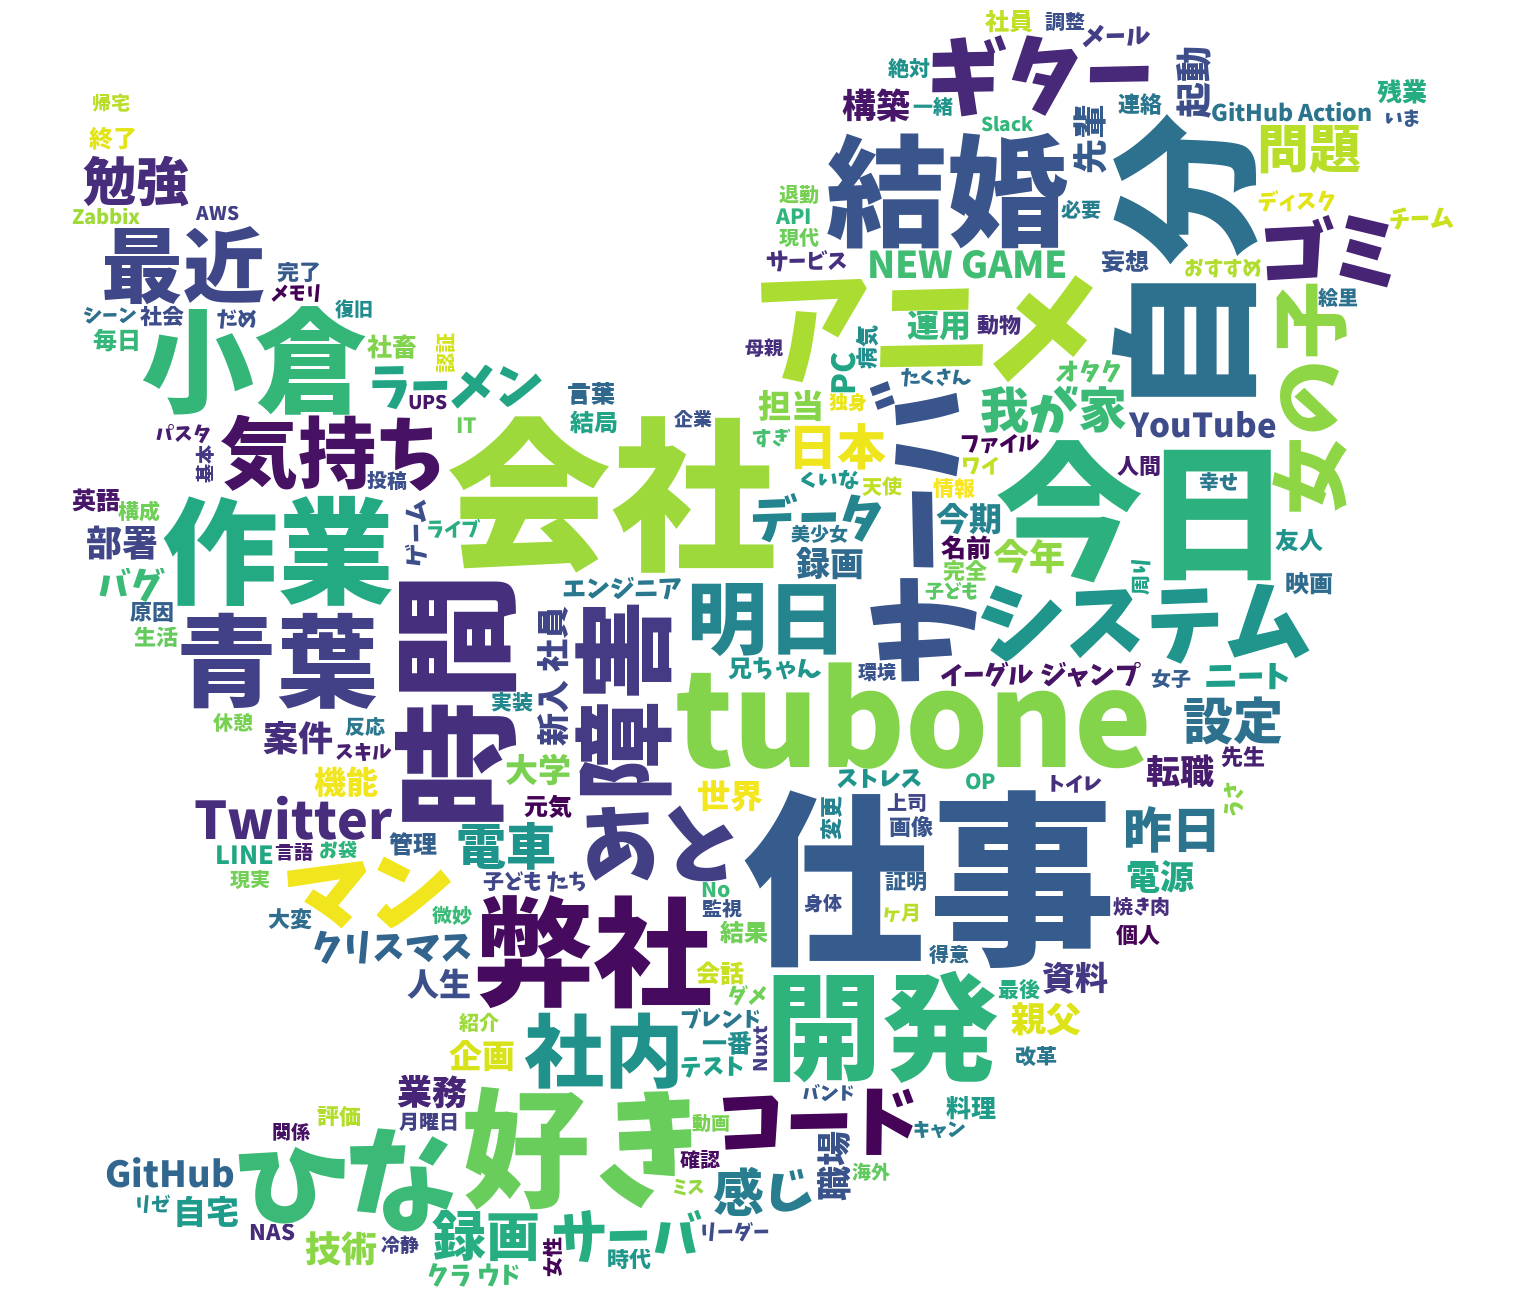 社員
調整
メール
ギター
絶対
構築
一緒
起動
連絡
先輩
残業
GitHub Action
いま
Slack
問題
帰宅
終了
勉強
Zabbix
AWS
結婚
自分
退勤
API
現代
必要
ディスク
チーム
ゴミ
最近
完了
メモリ
サービス
NEW GAME
妄想
おすすめ
絵里
シーン
社会
だめ
復旧
毎日
小倉
社畜
認証
アニメ
運用
動物
女の子
母親
病気
PC
たくさん
オタク
ラーメン
UPS
言葉
結局
IT
企業
担当
独身
我が家
YouTube
パスタ
基本
気持ち
投稿
会社
すぎ
日本
サーバー
ファイル
ワイ
人間
今日
幸せ
英語
構成
くいな
天使
情報
部署
作業
ゲーム
ライブ
データ
美少女
今期
名前
録画
完全
今年
友人
バグ
原因
生活
エンジニア
子ども
周り
映画
青葉
時間
新入 社員
障害
明日
システム
兄ちゃん
環境
イーグル ジャンプ
女子
ニート
tubone
実装
設定
休憩
案件
反応
スキル
大学
機能
元気
世界
ストレス
OP
トイレ
転職
先生
うさ
Twitter
管理
電車
あと
変更
上司
画像
仕事
昨日
LINE
言語
お袋
現実
マン
子ども たち
No
監視
証明
身体
ケ月
電源
焼き肉
個人
大変
微妙
クリスマス
弊社
結果
得意
人生
会話
ダメ
開発
最後
資料
親父
紹介
企画
社内
ブレンド
一番
テスト
Nuxt
改革
業務
好き
バンド
コード
料理
キャン
評価
月曜日
動画
関係
ひな
確認
職場
海外
GitHub
リゼ
自宅
ミス
感じ
NAS
技術
冷静
録画
サーバ
リーダー
女性
時代
クラウド